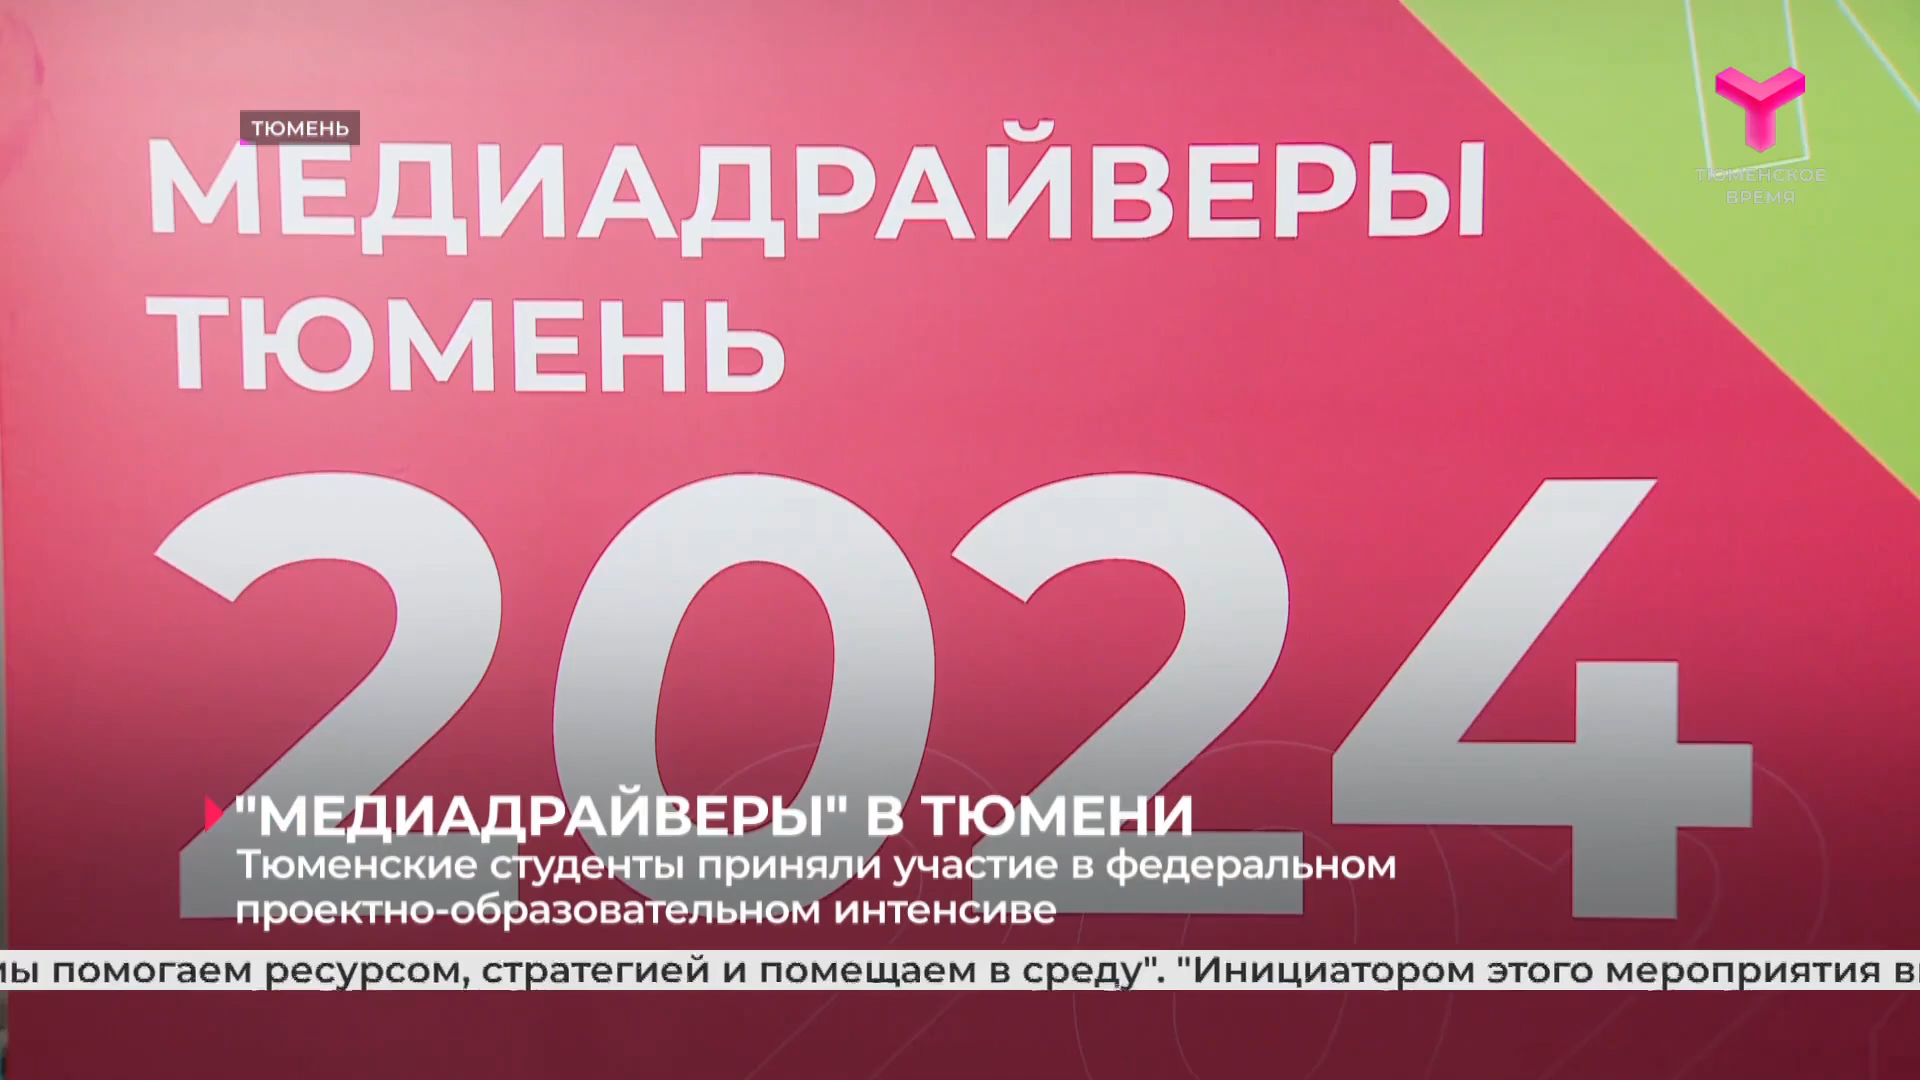 ТЮМЕНЬ
МЕДИАДРАЙВЕРЫ
ТЮМЕНЬ
2024
ТЮМЕНСКОЕ
ВРЕМЯ
"МЕДИАДРАЙВЕРЫ" В ТЮМЕНИ
Тюменские студенты приняли участие в федеральном
проектно-образовательном интенсиве
мы помогаем ресурсом, стратегией и помещаем в среду". "Инициатором этого мероприятия